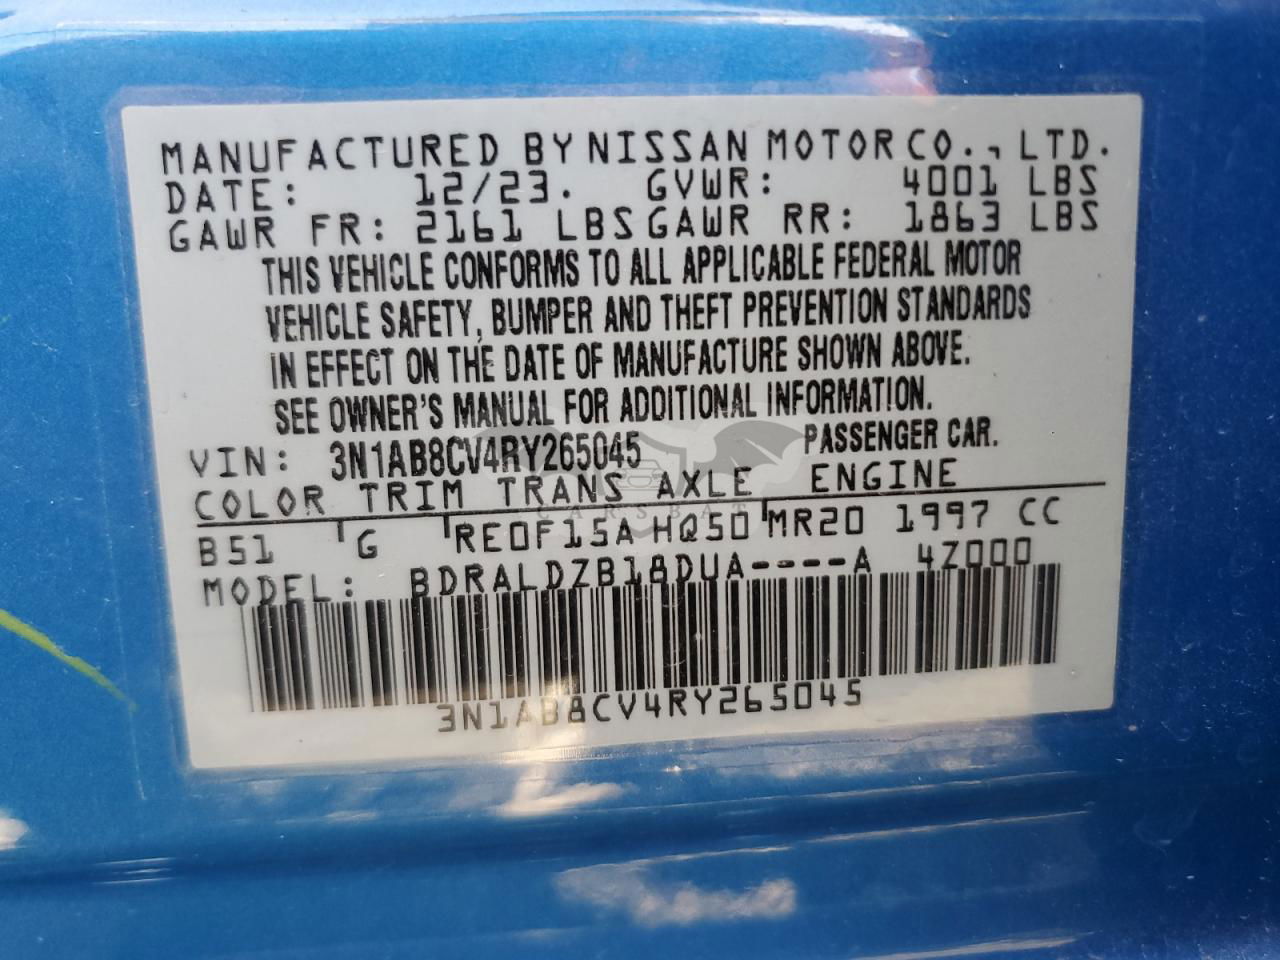 MANUFACTURED BY NISSAN MOTOR CO., LTD.
DATE: 12/23. GVWR: 4001 LBS
GAWR FR: 2161 LBS GAWR RR: 1863 LBS
THIS VEHICLE CONFORMS TO ALL APPLICABLE FEDERAL MOTOR
VEHICLE SAFETY, BUMPER AND THEFT PREVENTION STANDARDS
IN EFFECT ON THE DATE OF MANUFACTURE SHOWN ABOVE.
SEE OWNER'S MANUAL FOR ADDITIONAL INFORMATION.
VIN: 3N1AB8CV4RY265045 PASSENGER CAR.
COLOR TRIM TRANS AXLE ENGINE
CARSBAT
B51 G RE0F15A HQ50 MR20 1997 CC
MODEL: BDRALDZB18DUA----A 4Z000
3N1AB8CV4RY265045